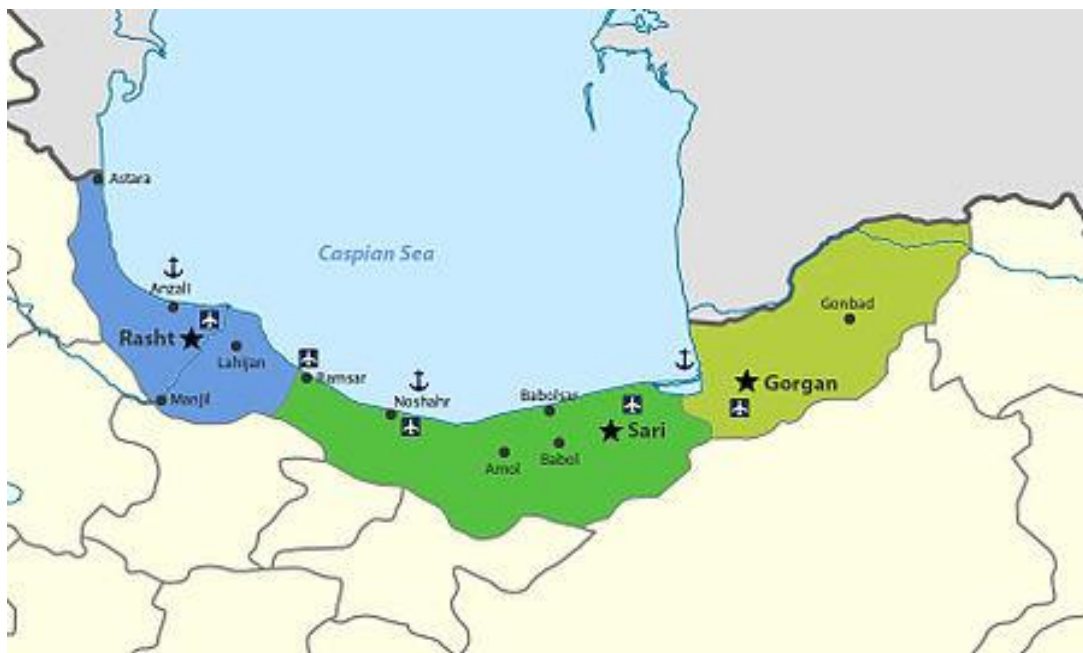 Astara
Caspian Sea
Anzali
Rasht
Lahijan
Manjil
Ramsar
Noshahr
Babolsar
Amol
Babol
Sari
Gonbad
Gorgan